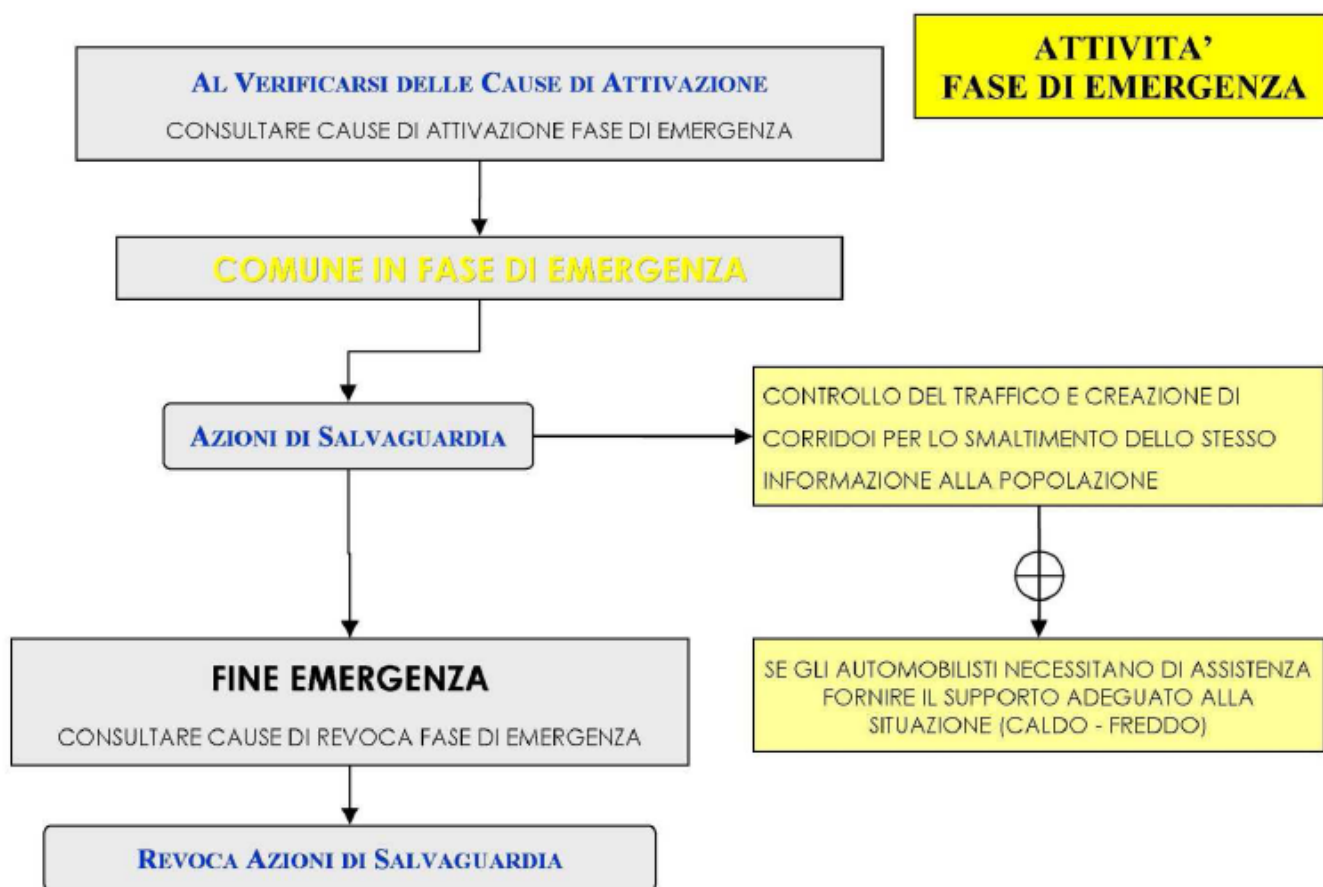 ATTIVITA’
FASE DI EMERGENZA
AL VERIFICARSI DELLE CAUSE DI ATTIVAZIONE
CONSULTARE CAUSE DI ATTIVAZIONE FASE DI EMERGENZA
COMUNE IN FASE DI EMERGENZA
AZIONI DI SALVAGUARDIA
CONTROLLO DEL TRAFFICO E CREAZIONE DI
CORRIDOI PER LO SMALTIMENTO DELLO STESSO
INFORMAZIONE ALLA POPOLAZIONE
SE GLI AUTOMOBILISTI NECESSITANO DI ASSISTENZA
FORNIRE IL SUPPORTO ADEGUATO ALLA
SITUAZIONE (CALDO - FREDDO)
FINE EMERGENZA
CONSULTARE CAUSE DI REVOCA FASE DI EMERGENZA
REVOCA AZIONI DI SALVAGUARDIA